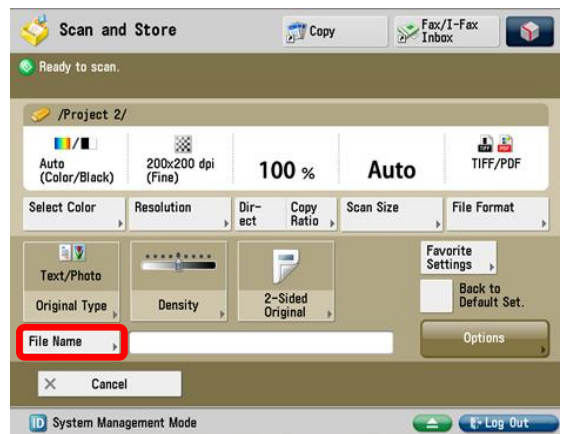 Scan and Store
Copy
Fax/I-Fax
Inbox
Ready to scan.
/Project 2/
Auto
(Color/Black)
200x200 dpi
(Fine)
100 %
Auto
TIFF/PDF
Select Color
Resolution
Dir-
ect
Copy
Ratio
Scan Size
File Format
Text/Photo
Original Type
Density
2-Sided
Original
Favorite
Settings
Back to
Default Set.
File Name
Options
Cancel
ID System Management Mode
Log Out